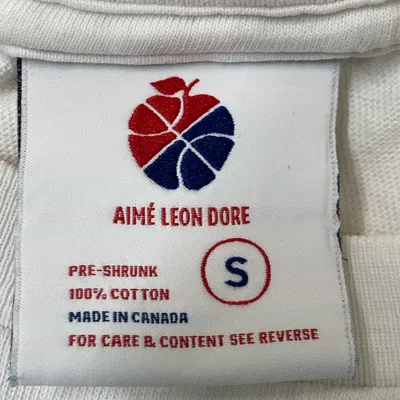 AIMÉ LEON DORE
PRE-SHRUNK
100% COTTON
S
MADE IN CANADA
FOR CARE & CONTENT SEE REVERSE